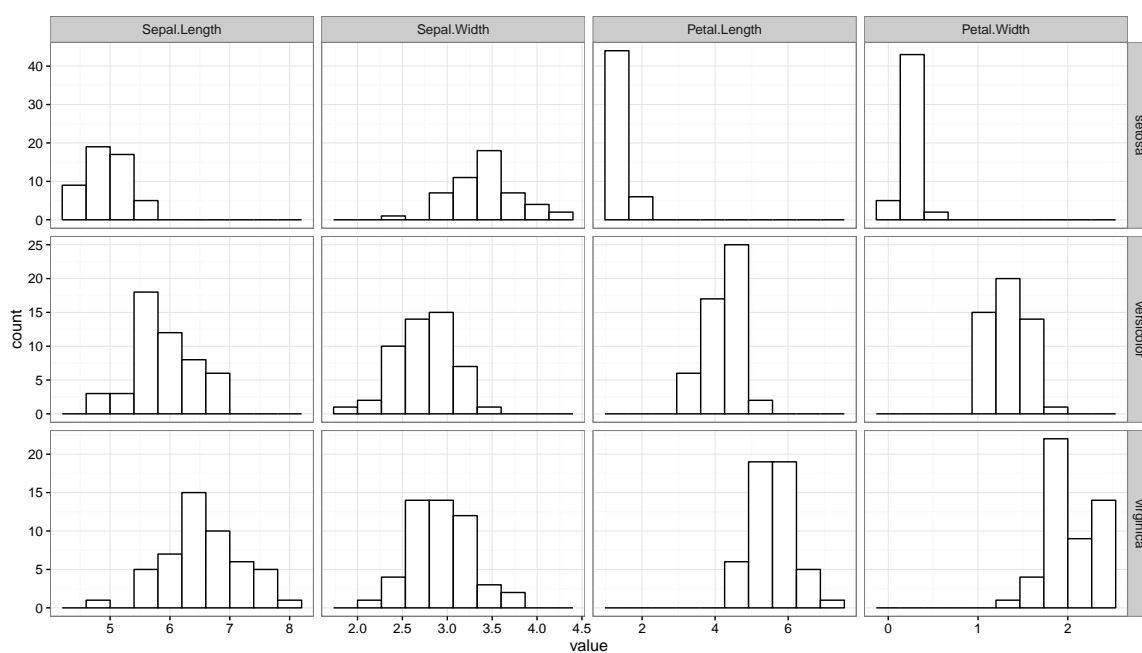 Sepal.Length Sepal.Width Petal.Length Petal.Width
40
30
20
10
0
setosa
25
20
15
10
5
0
versicolor
20
15
10
5
0
virginica
count
5 6 7 8 2.0 2.5 3.0 3.5 4.0 4.5 2 4 6 0 1 2
value